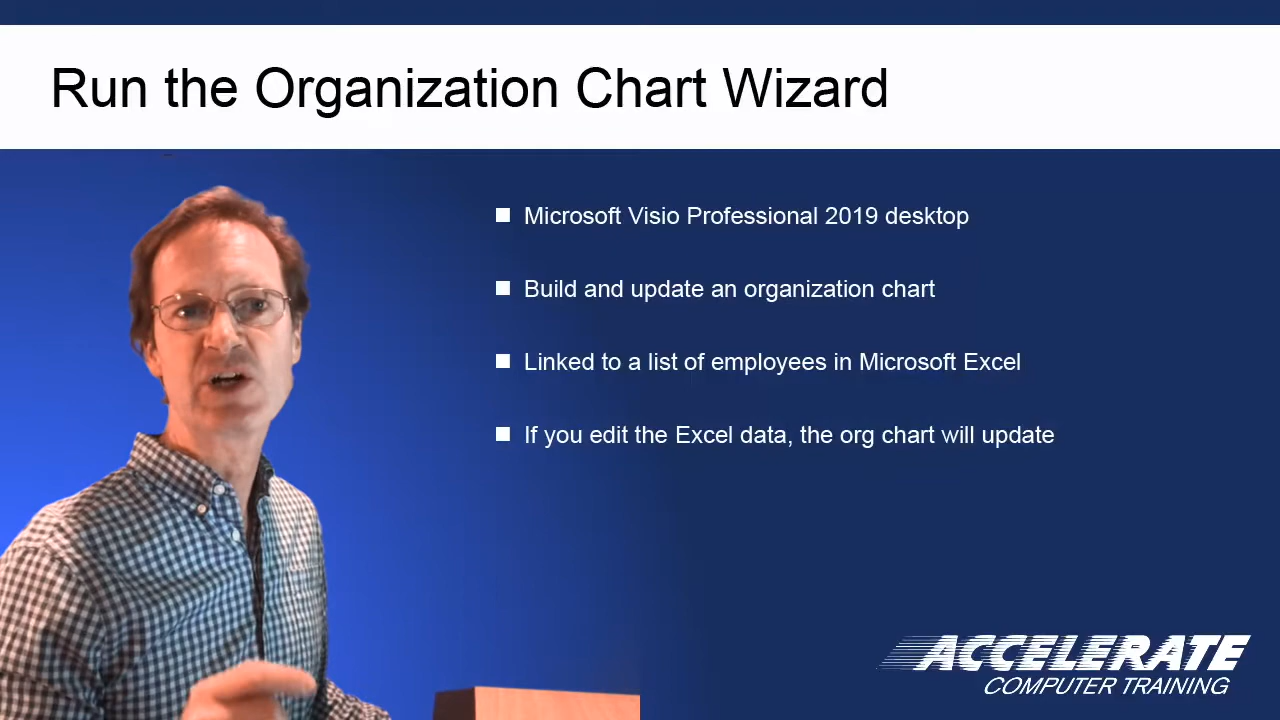 Run the Organization Chart Wizard
Microsoft Visio Professional 2019 desktop
Build and update an organization chart
Linked to a list of employees in Microsoft Excel
If you edit the Excel data, the org chart will update
ACCELERATE
COMPUTER TRAINING